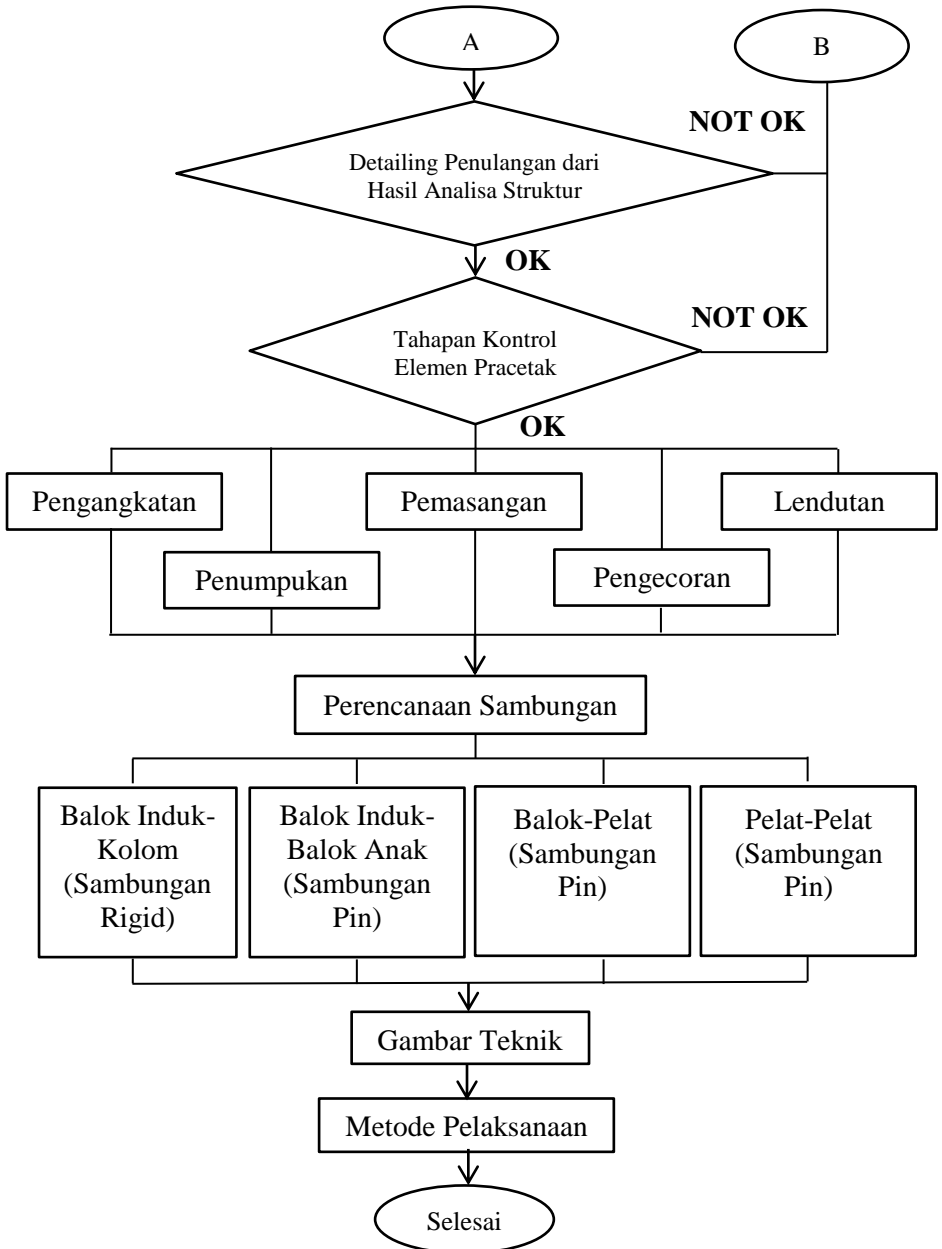 A
B
NOT OK
Detailing Penulangan dari
Hasil Analisa Struktur
OK
NOT OK
Tahapan Kontrol
Elemen Pracetak
OK
Pengangkatan
Pemasangan
Lendutan
Penumpukan
Pengecoran
Perencanaan Sambungan
Balok Induk-
Kolom
(Sambungan
Rigid)
Balok Induk-
Balok Anak
(Sambungan
Pin)
Balok-Pelat
(Sambungan
Pin)
Pelat-Pelat
(Sambungan
Pin)
Gambar Teknik
Metode Pelaksanaan
Selesai